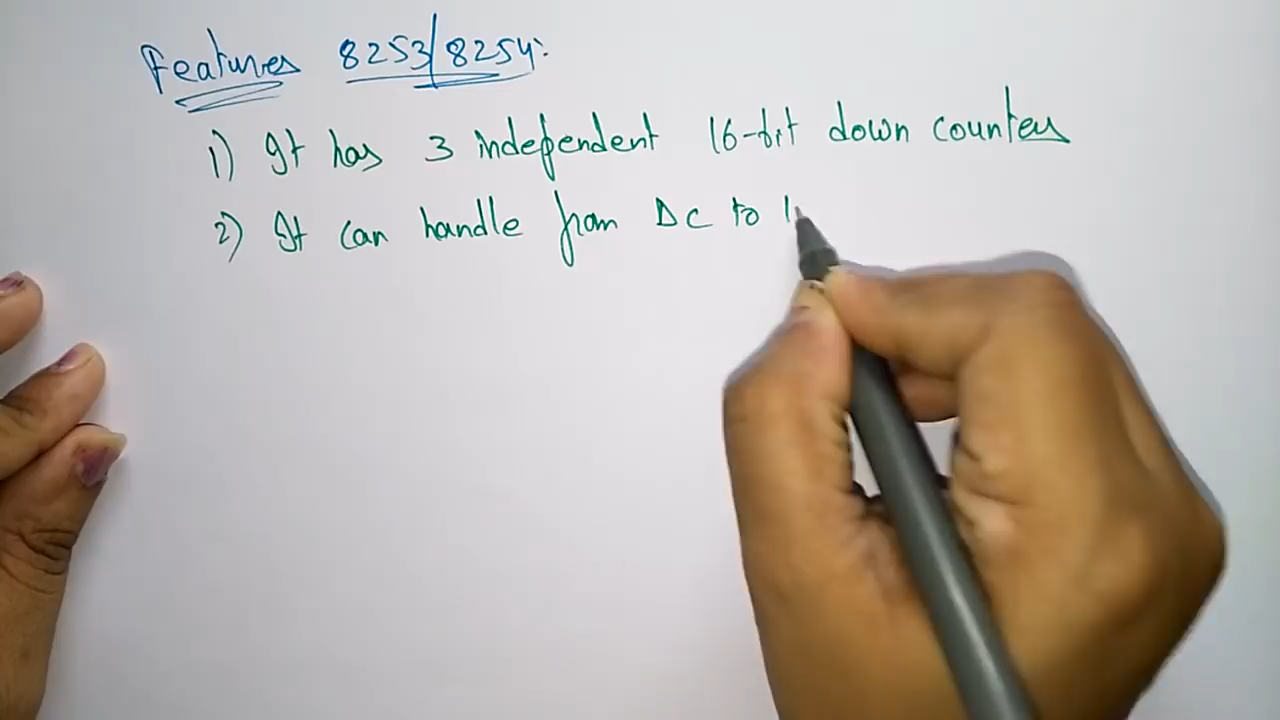 Features 8253/8254:
1) It has 3 independent 16-bit down counters
2) It can handle from DC to 1